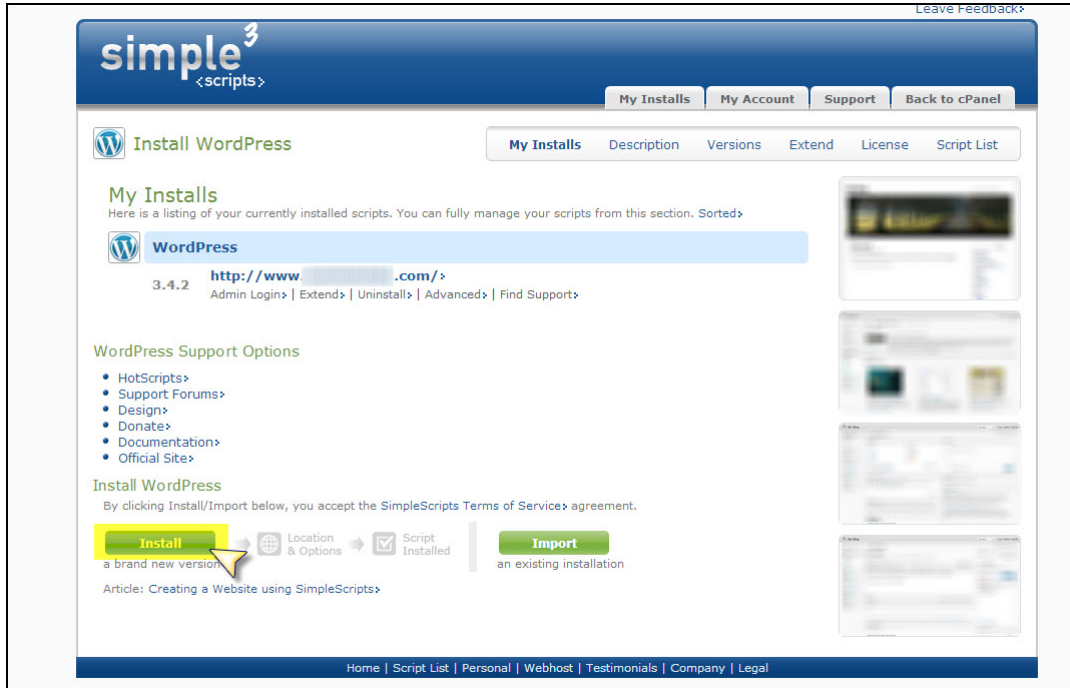 Leave Feedback›
simple3
<scripts>
My Installs My Account Support Back to cPanel
Install WordPress
My Installs Description Versions Extend License Script List
My Installs
Here is a listing of your currently installed scripts. You can fully manage your scripts from this section. Sorted›
WordPress
3.4.2
http://www. .com/›
Admin Login› | Extend› | Uninstall› | Advanced› | Find Support›
WordPress Support Options
HotScripts›
Support Forums›
Design›
Donate›
Documentation›
Official Site›
Install WordPress
By clicking Install/Import below, you accept the SimpleScripts Terms of Service› agreement.
Install
Location
& Options
Script
Installed
a brand new version
Import
an existing installation
Article: Creating a Website using SimpleScripts›
Home | Script List | Personal | Webhost | Testimonials | Company | Legal